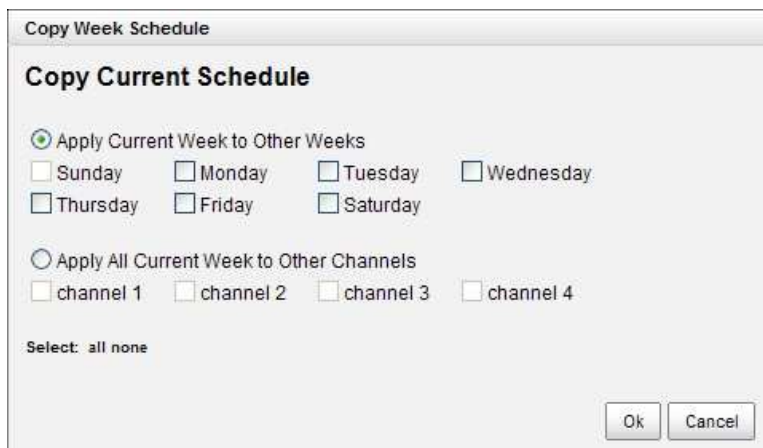 Copy Week Schedule
Copy Current Schedule
Apply Current Week to Other Weeks
Sunday Monday Tuesday Wednesday
Thursday Friday Saturday
Apply All Current Week to Other Channels
channel 1 channel 2 channel 3 channel 4
Select: all none
Ok Cancel